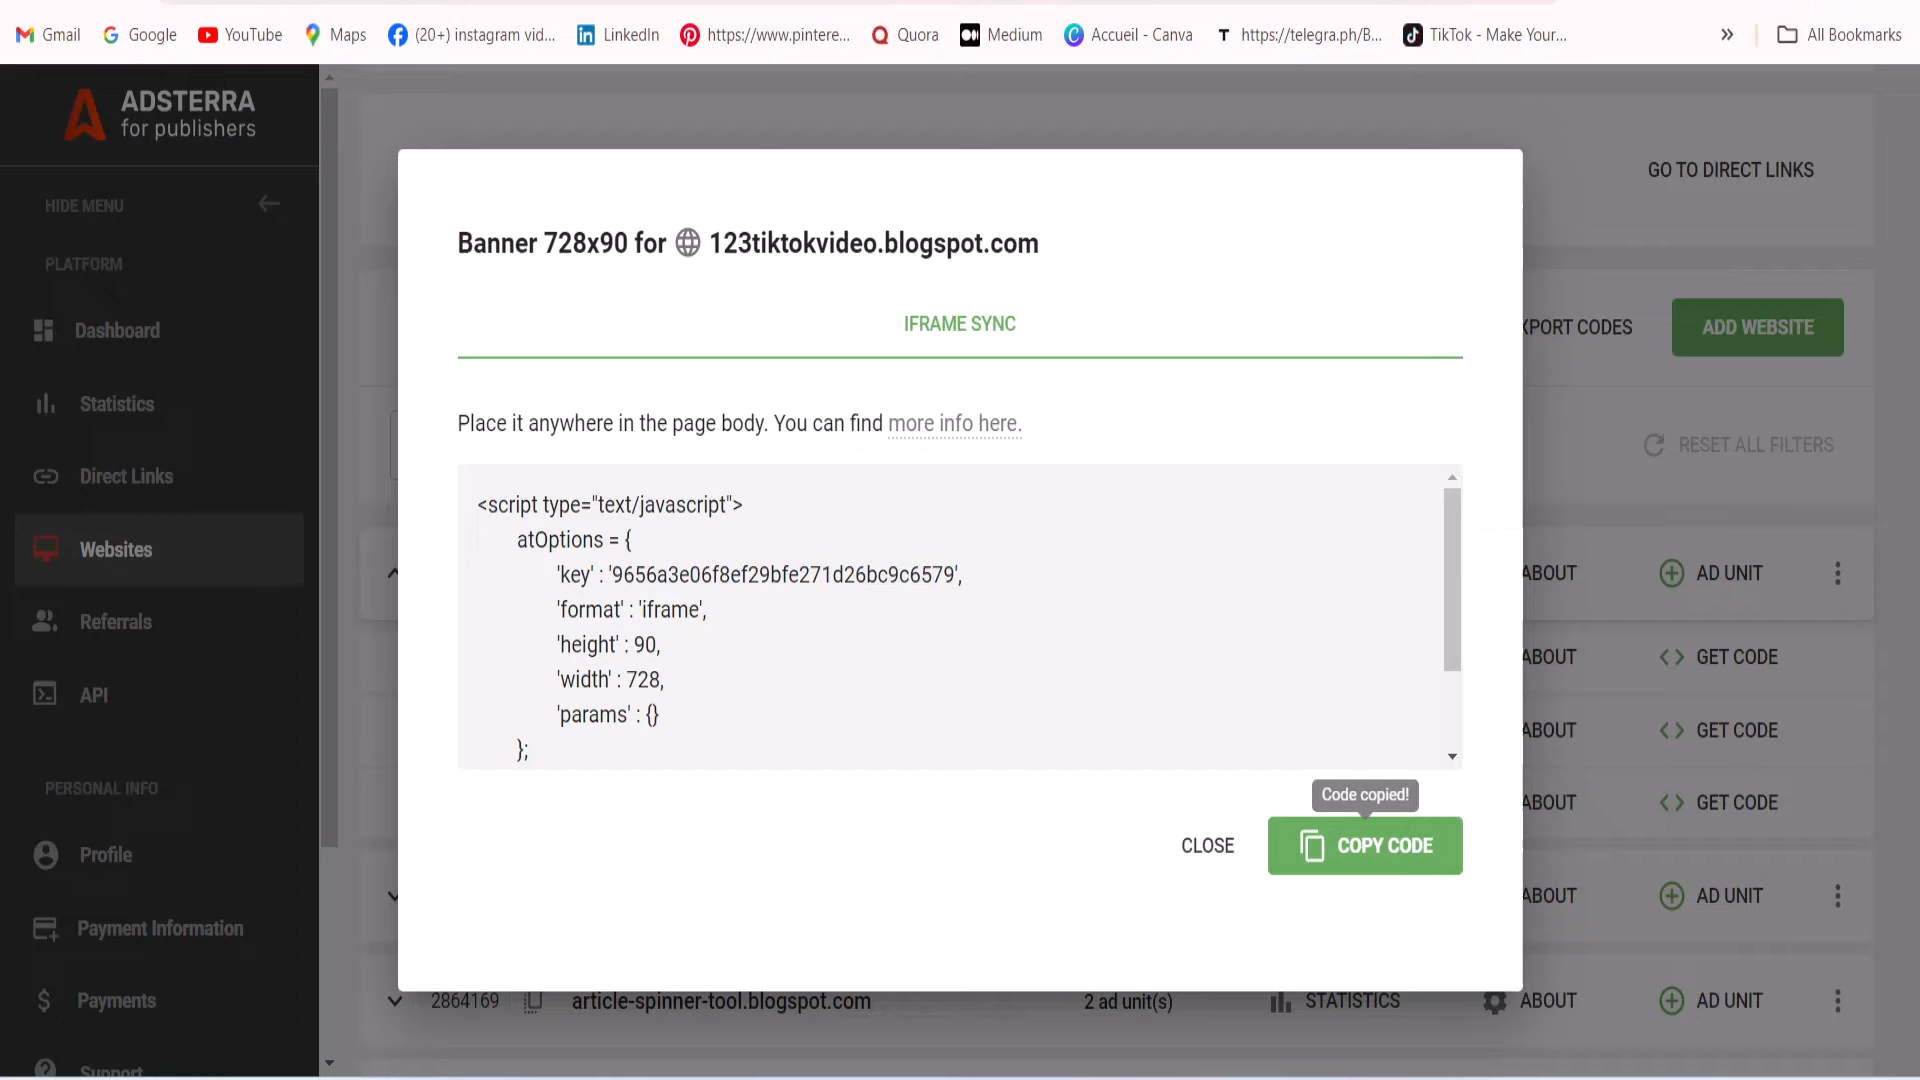 Gmail Google YouTube Maps (20+) instagram vid... LinkedIn https://www.pintere... Quora Medium Accueil - Canva https://telegra.ph/B... TikTok - Make Your... All Bookmarks
ADSTERRA
for publishers
HIDE MENU
PLATFORM
Dashboard
Statistics
Direct Links
Websites
Referrals
API
PERSONAL INFO
Profile
Payment Information
Payments
Support
GO TO DIRECT LINKS
XPORT CODES ADD WEBSITE
RESET ALL FILTERS
Banner 728x90 for 123tiktokvideo.blogspot.com
IFRAME SYNC
Place it anywhere in the page body. You can find more info here.
<script type="text/javascript">
atOptions = {
'key' : '9656a3e06f8ef29bfe271d26bc9c6579',
'format' : 'iframe',
'height' : 90,
'width' : 728,
'params' : {}
};
Code copied!
CLOSE COPY CODE
ABOUT AD UNIT
ABOUT GET CODE
ABOUT GET CODE
ABOUT GET CODE
ABOUT AD UNIT
2864169 article-spinner-tool.blogspot.com 2 ad unit(s) STATISTICS ABOUT AD UNIT